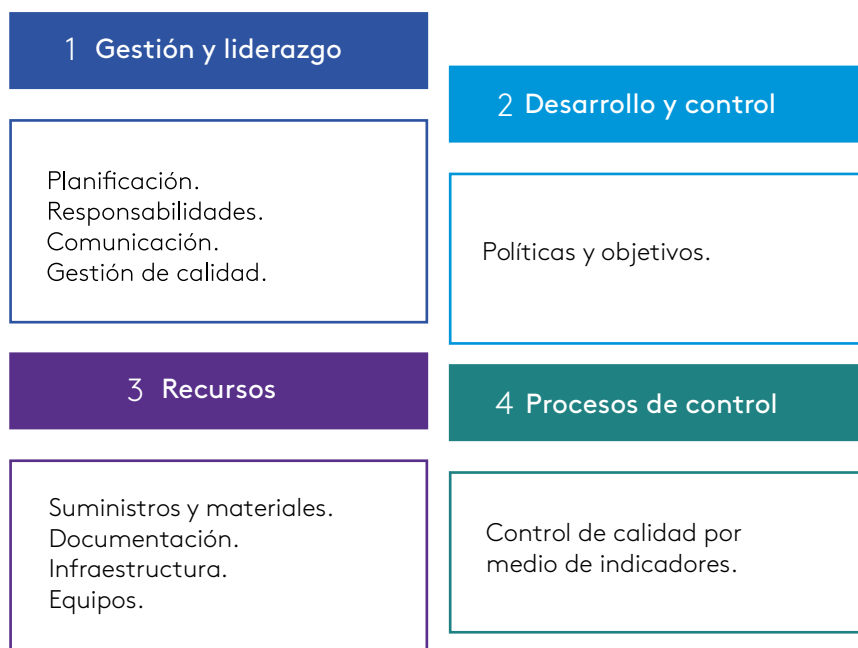 1 Gestión y liderazgo
Planificación.
Responsabilidades.
Comunicación.
Gestión de calidad.
2 Desarrollo y control
Políticas y objetivos.
3 Recursos
Suministros y materiales.
Documentación.
Infraestructura.
Equipos.
4 Procesos de control
Control de calidad por
medio de indicadores.